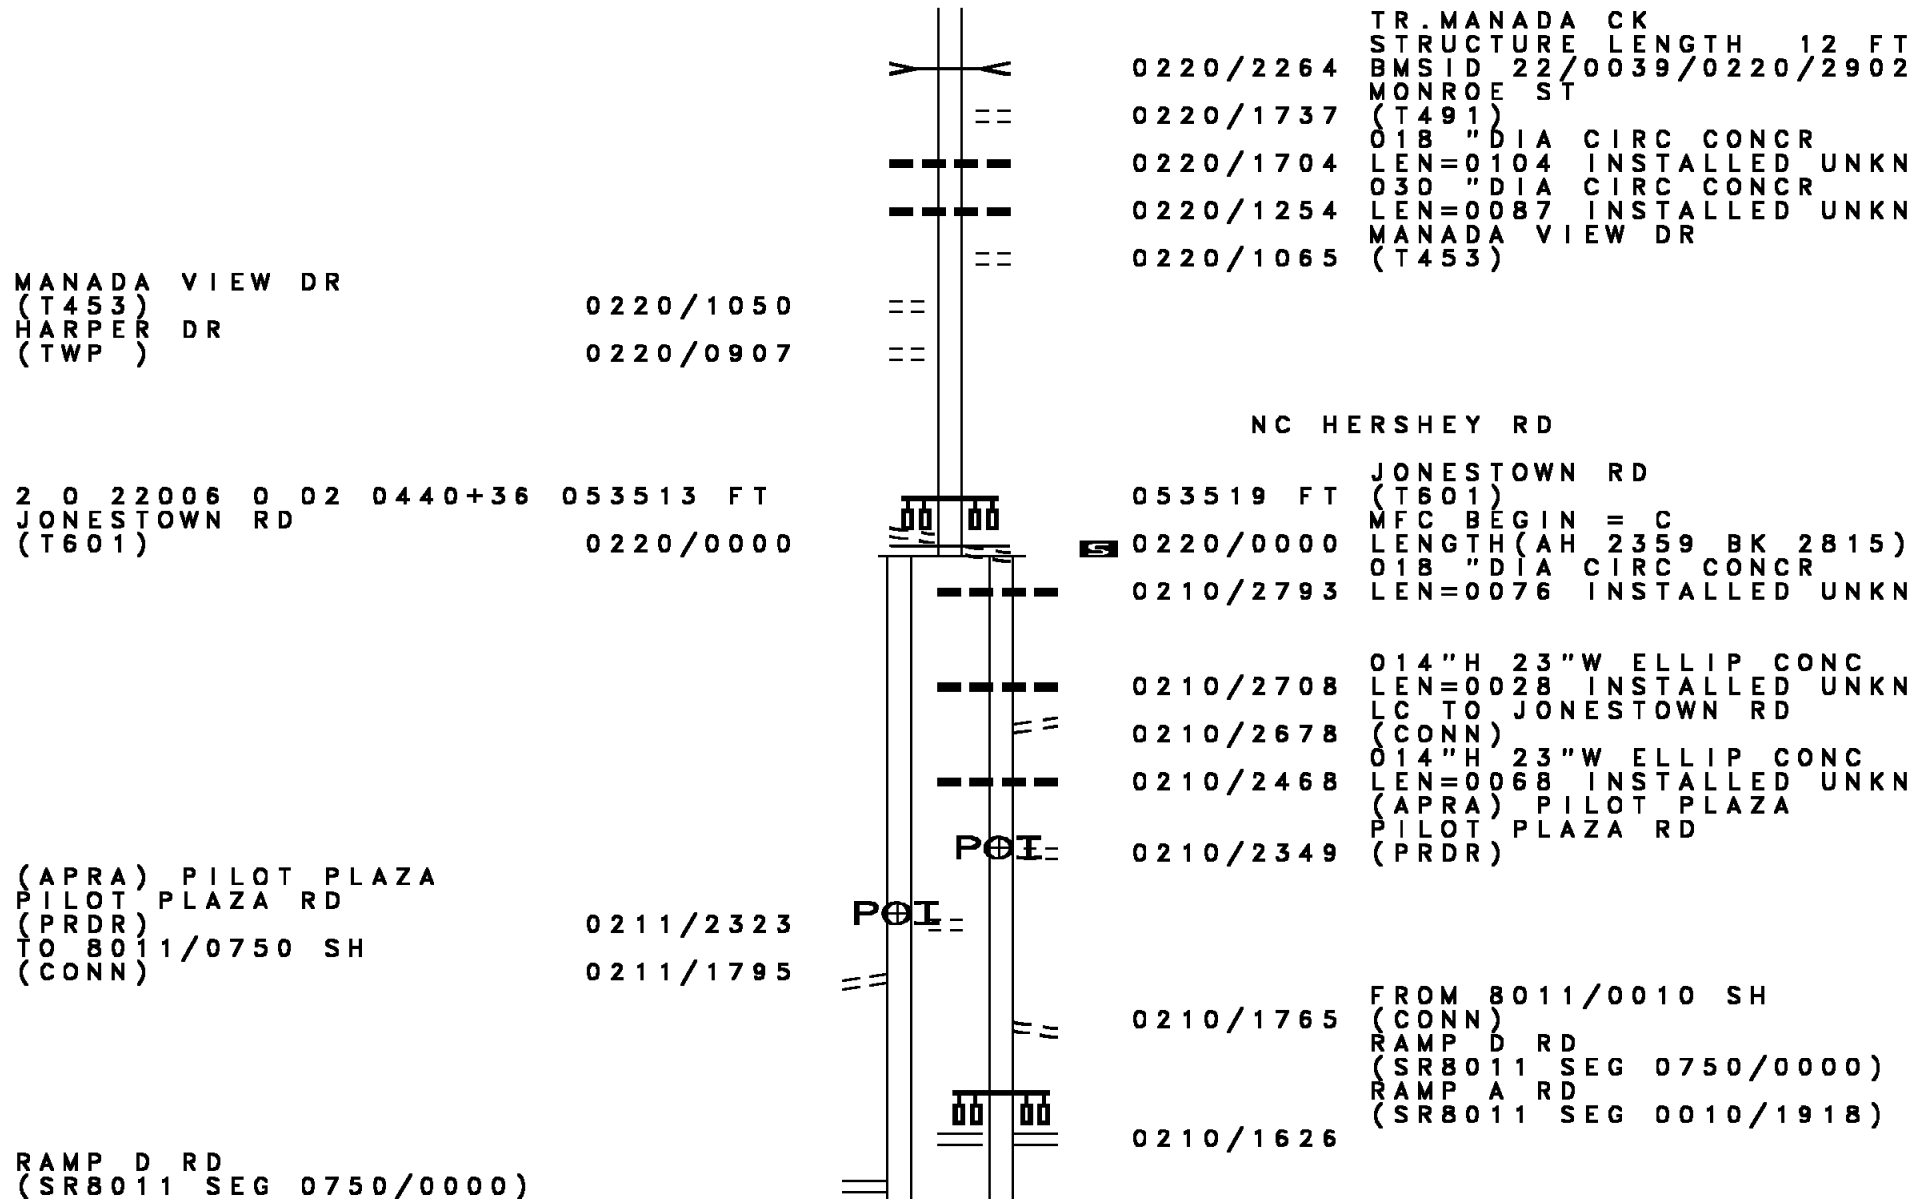 TR.MANADA CK
STRUCTURE LENGTH 12 FT
0220/2264 BMSID 22/0039/0220/2902
MONROE ST
0220/1737 (T491)
018 "DIA CIRC CONCR
0220/1704 LEN=0104 INSTALLED UNKN
030 "DIA CIRC CONCR
0220/1254 LEN=0087 INSTALLED UNKN
MANADA VIEW DR
0220/1065 (T453)
MANADA VIEW DR
(T453) 0220/1050
HARPER DR
(TWP ) 0220/0907
NC HERSHEY RD
JONESTOWN RD
2 0 22006 0 02 0440+36 053513 FT 053519 FT (T601)
JONESTOWN RD MFC BEGIN = C
(T601) 0220/0000 S 0220/0000 LENGTH(AH 2359 BK 2815)
018 "DIA CIRC CONCR
0210/2793 LEN=0076 INSTALLED UNKN
014"H 23"W ELLIP CONC
0210/2708 LEN=0028 INSTALLED UNKN
LC TO JONESTOWN RD
0210/2678 (CONN)
014"H 23"W ELLIP CONC
0210/2468 LEN=0068 INSTALLED UNKN
(APRA) PILOT PLAZA
PILOT PLAZA RD
POI 0210/2349 (PRDR)
(APRA) PILOT PLAZA
PILOT PLAZA RD
(PRDR) 0211/2323 POI
TO 8011/0750 SH
(CONN) 0211/1795
FROM 8011/0010 SH
0210/1765 (CONN)
RAMP D RD
(SR8011 SEG 0750/0000)
RAMP A RD
(SR8011 SEG 0010/1918)
0210/1626
RAMP D RD
(SR8011 SEG 0750/0000)